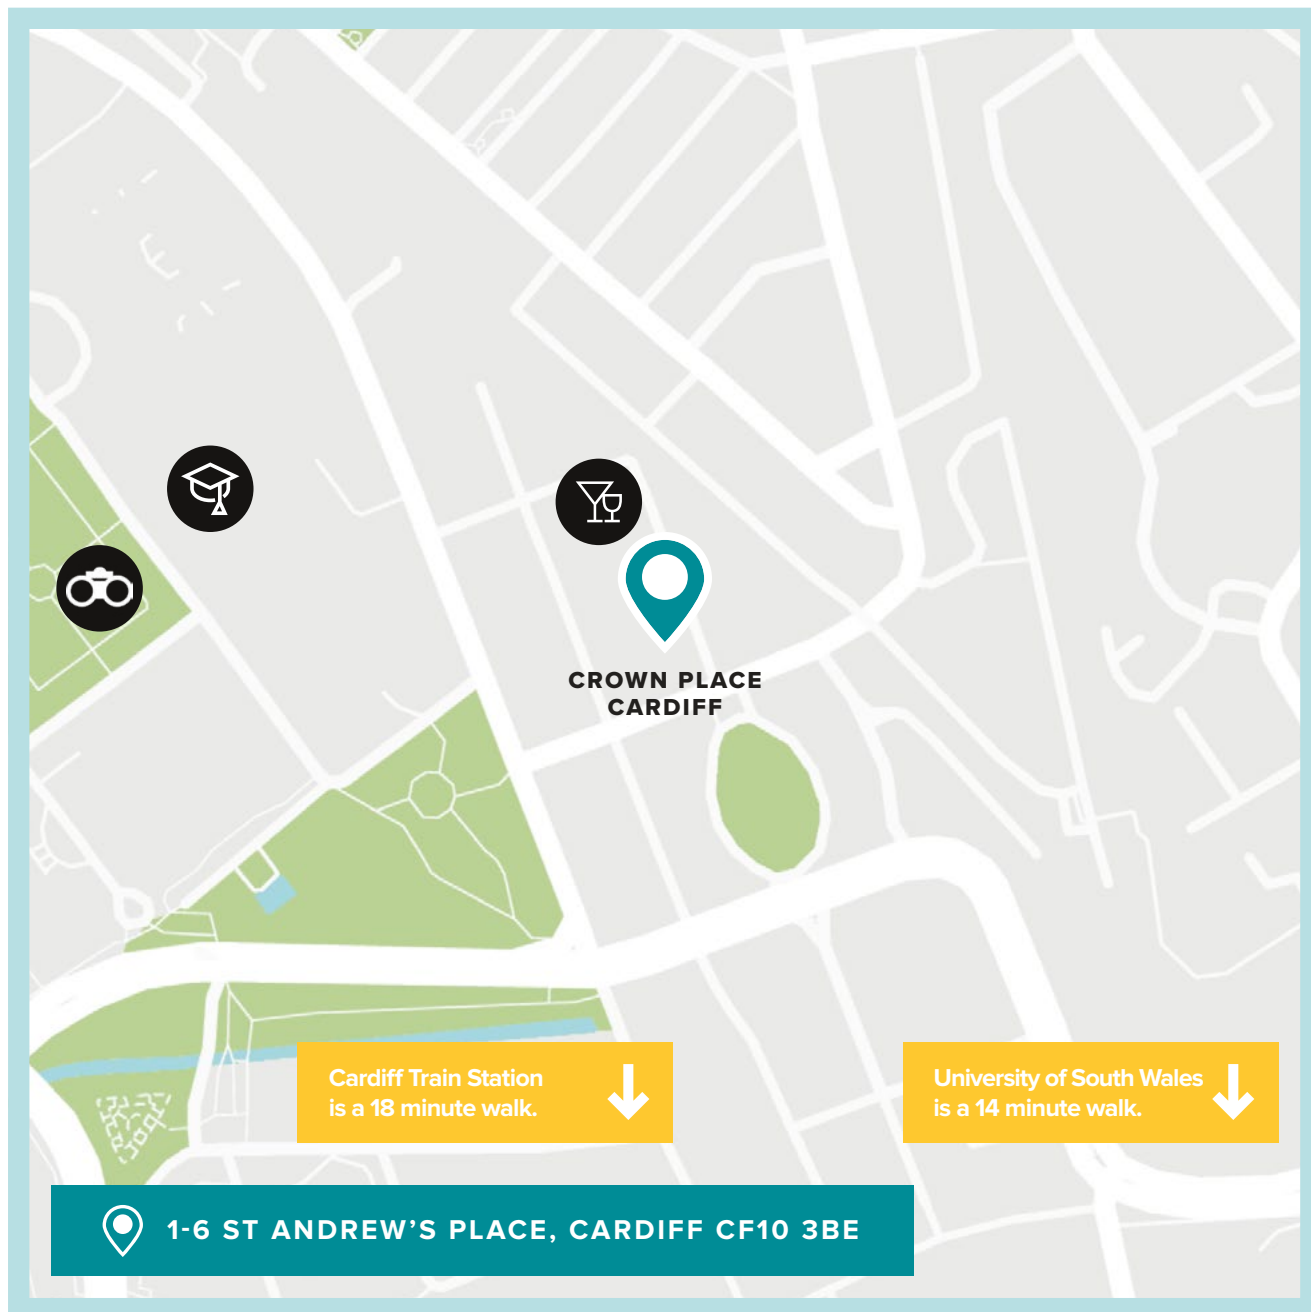 CROWN PLACE
CARDIFF
Cardiff Train Station
is a 18 minute walk.
University of South Wales
is a 14 minute walk.
1-6 ST ANDREW’S PLACE, CARDIFF CF10 3BE